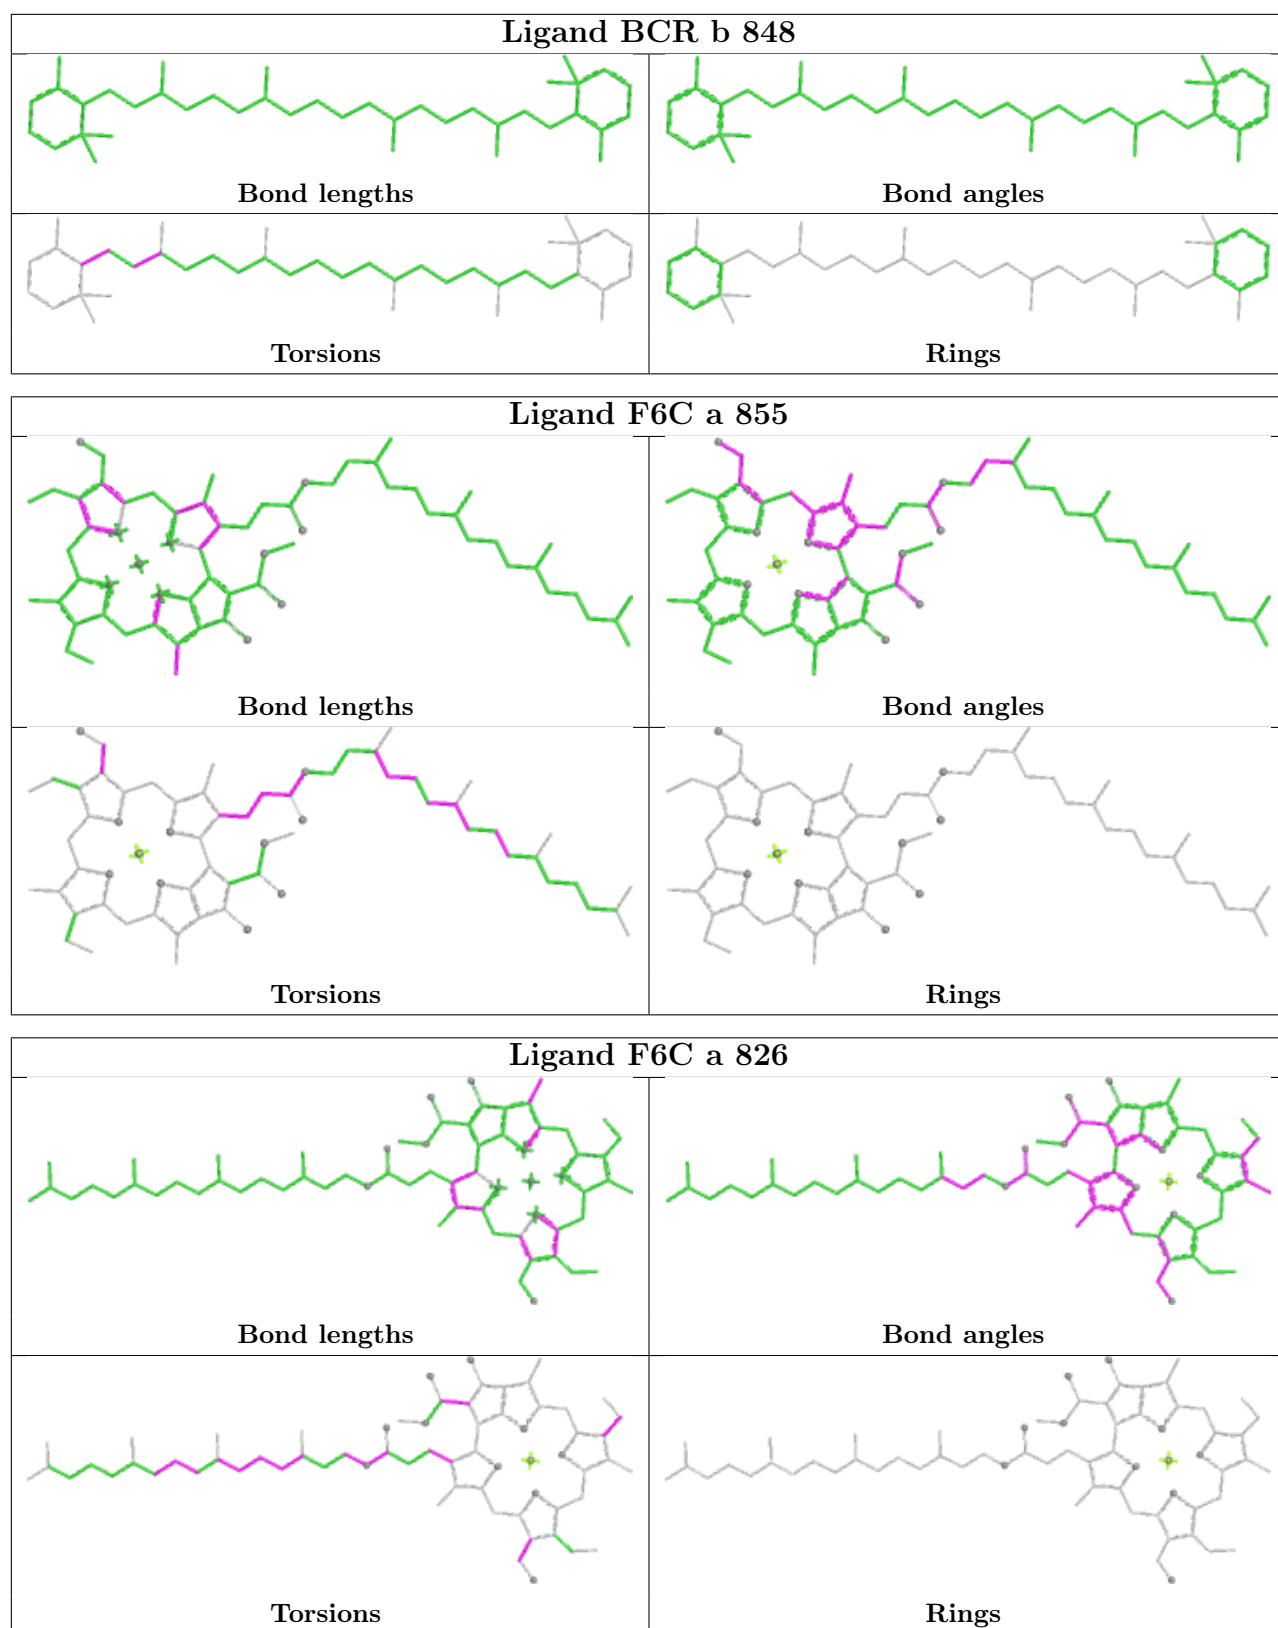 Ligand BCR b 848
Bond lengths
Bond angles
Torsions
Rings
Ligand F6C a 855
Bond lengths
Bond angles
Torsions
Rings
Ligand F6C a 826
Bond lengths
Bond angles
Torsions
Rings